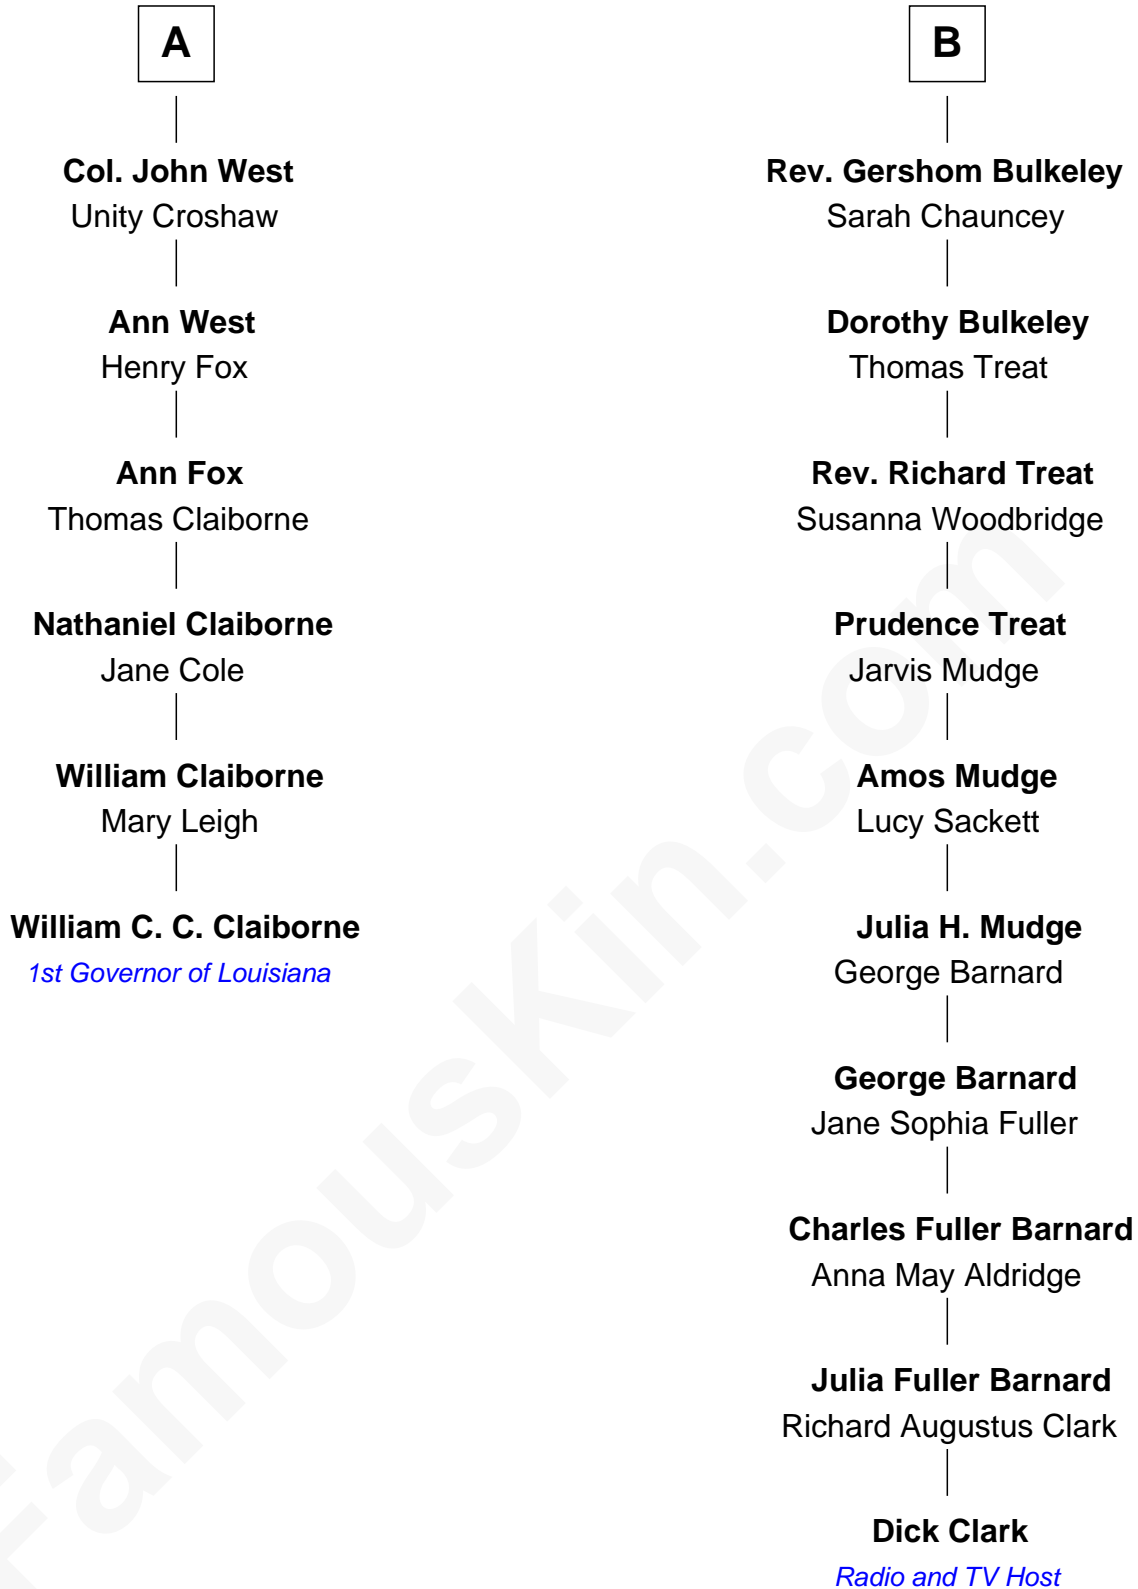 A
Col. John West
Unity Croshaw
Ann West
Henry Fox
Ann Fox
Thomas Claiborne
Nathaniel Claiborne
Jane Cole
William Claiborne
Mary Leigh
William C. C. Claiborne
1st Governor of Louisiana
B
Rev. Gershom Bulkeley
Sarah Chauncey
Dorothy Bulkeley
Thomas Treat
Rev. Richard Treat
Susanna Woodbridge
Prudence Treat
Jarvis Mudge
Amos Mudge
Lucy Sackett
Julia H. Mudge
George Barnard
George Barnard
Jane Sophia Fuller
Charles Fuller Barnard
Anna May Aldridge
Julia Fuller Barnard
Richard Augustus Clark
Dick Clark
Radio and TV Host
FamousKin.com